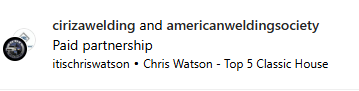 cirizawelding and americanweldingsociety
Paid partnership
itischriswatson • Chris Watson - Top 5 Classic House